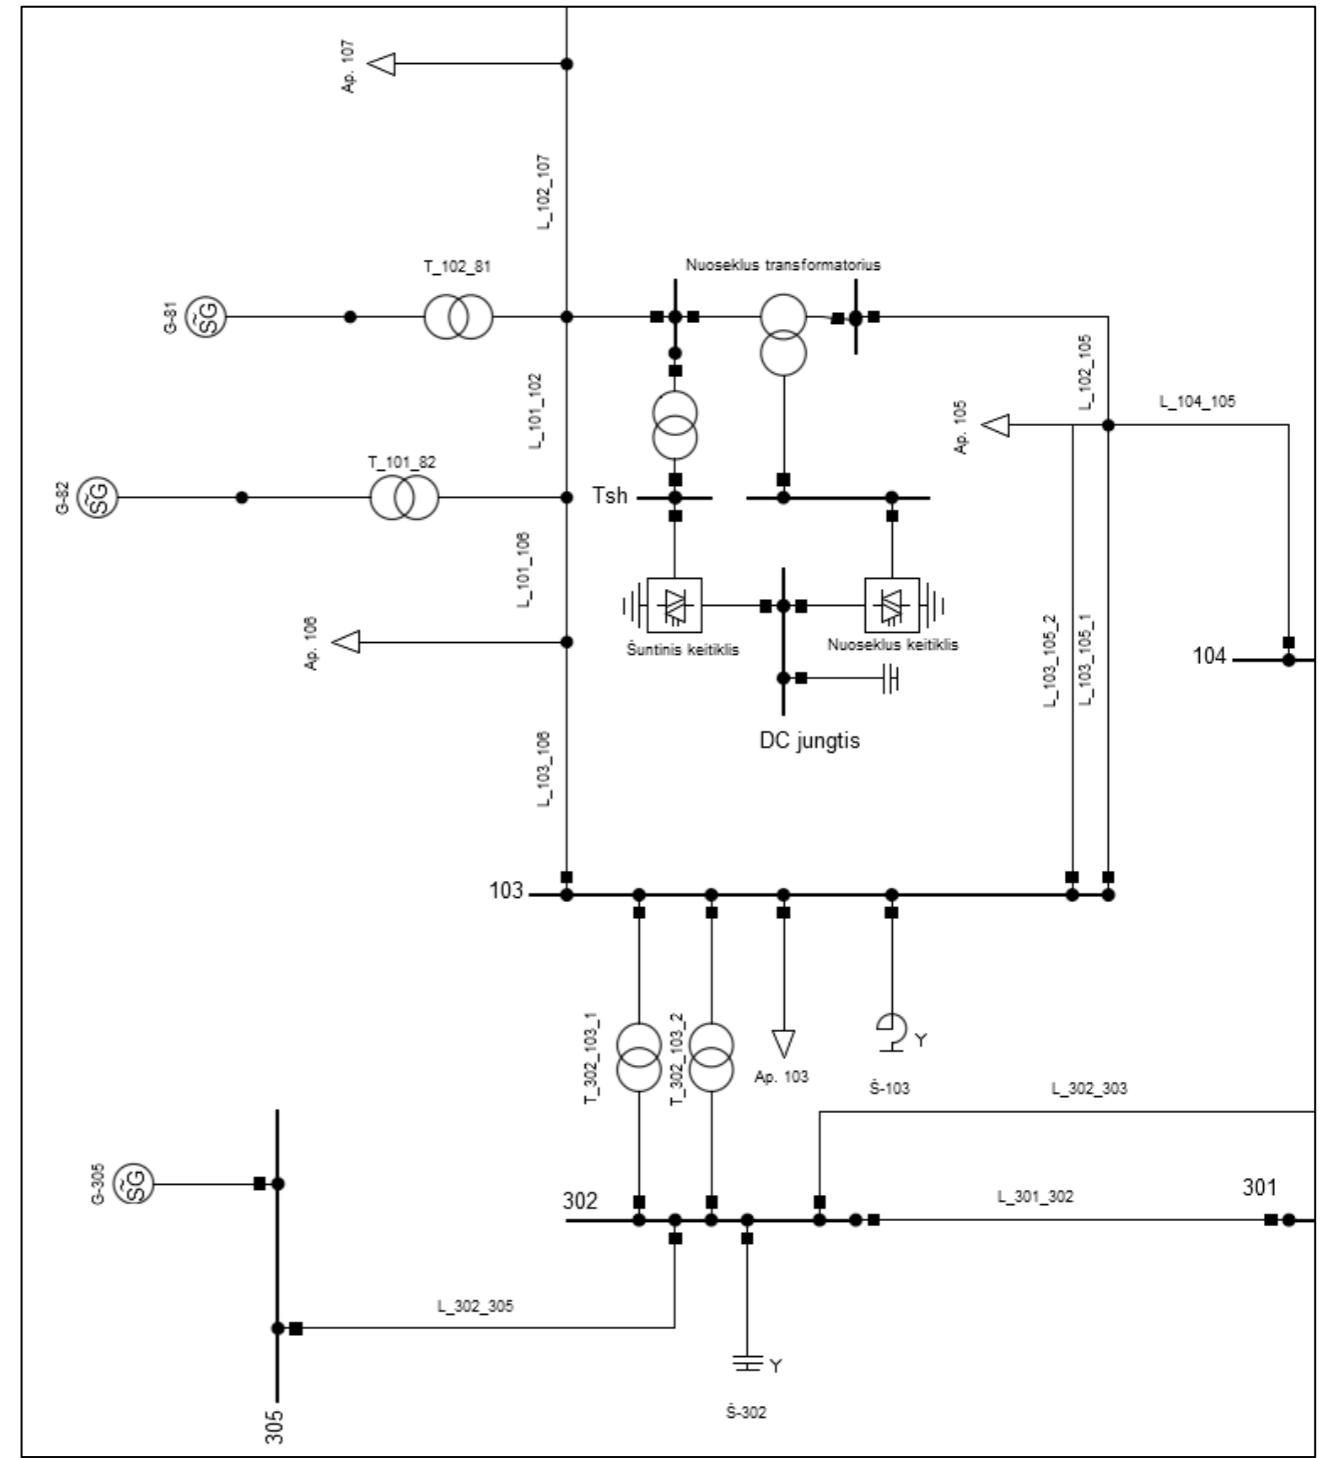 Ap. 107
L_102_107
T_102_81
Nuoseklus transformatorius
G-81
SG
L_101_102
L_102_105
L_104_105
Ap. 105
T_101_82
G-82
SG
Tsh
L_101_106
Ap. 106
Šuntinis keitiklis
Nuoseklus keitiklis
L_103_105_2
L_103_105_1
104
DC jungtis
L_103_106
103
T_302_103_1
T_302_103_2
Ap. 103
Y
Š-103
L_302_303
G-305
SG
302
L_301_302
301
L_302_305
Y
Š-302
305